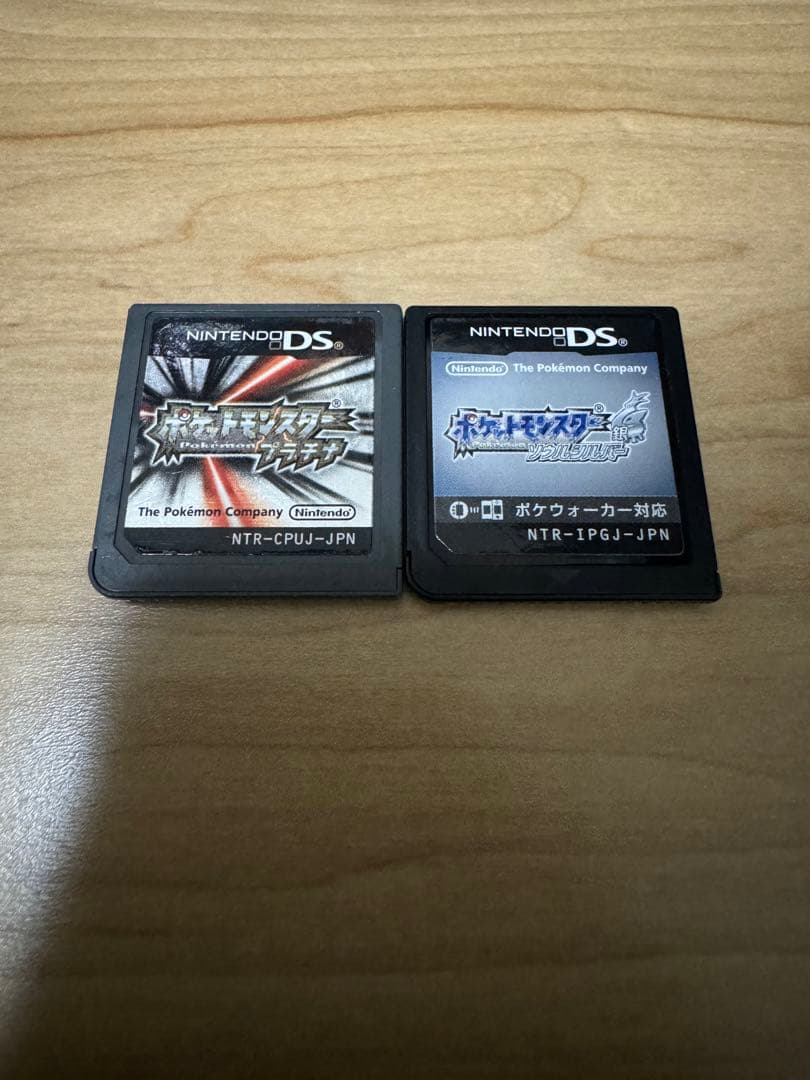 NINTENDO DS®
ポケットモンスター®
Pokémon プラチナ
The Pokémon Company Nintendo
NTR-CPUJ-JPN
NINTENDO DS®
Nintendo The Pokémon Company
ポケットモンスター®
Pokémon 銀
ソウルシルバー
ポケウォーカー対応
NTR-IPGJ-JPN